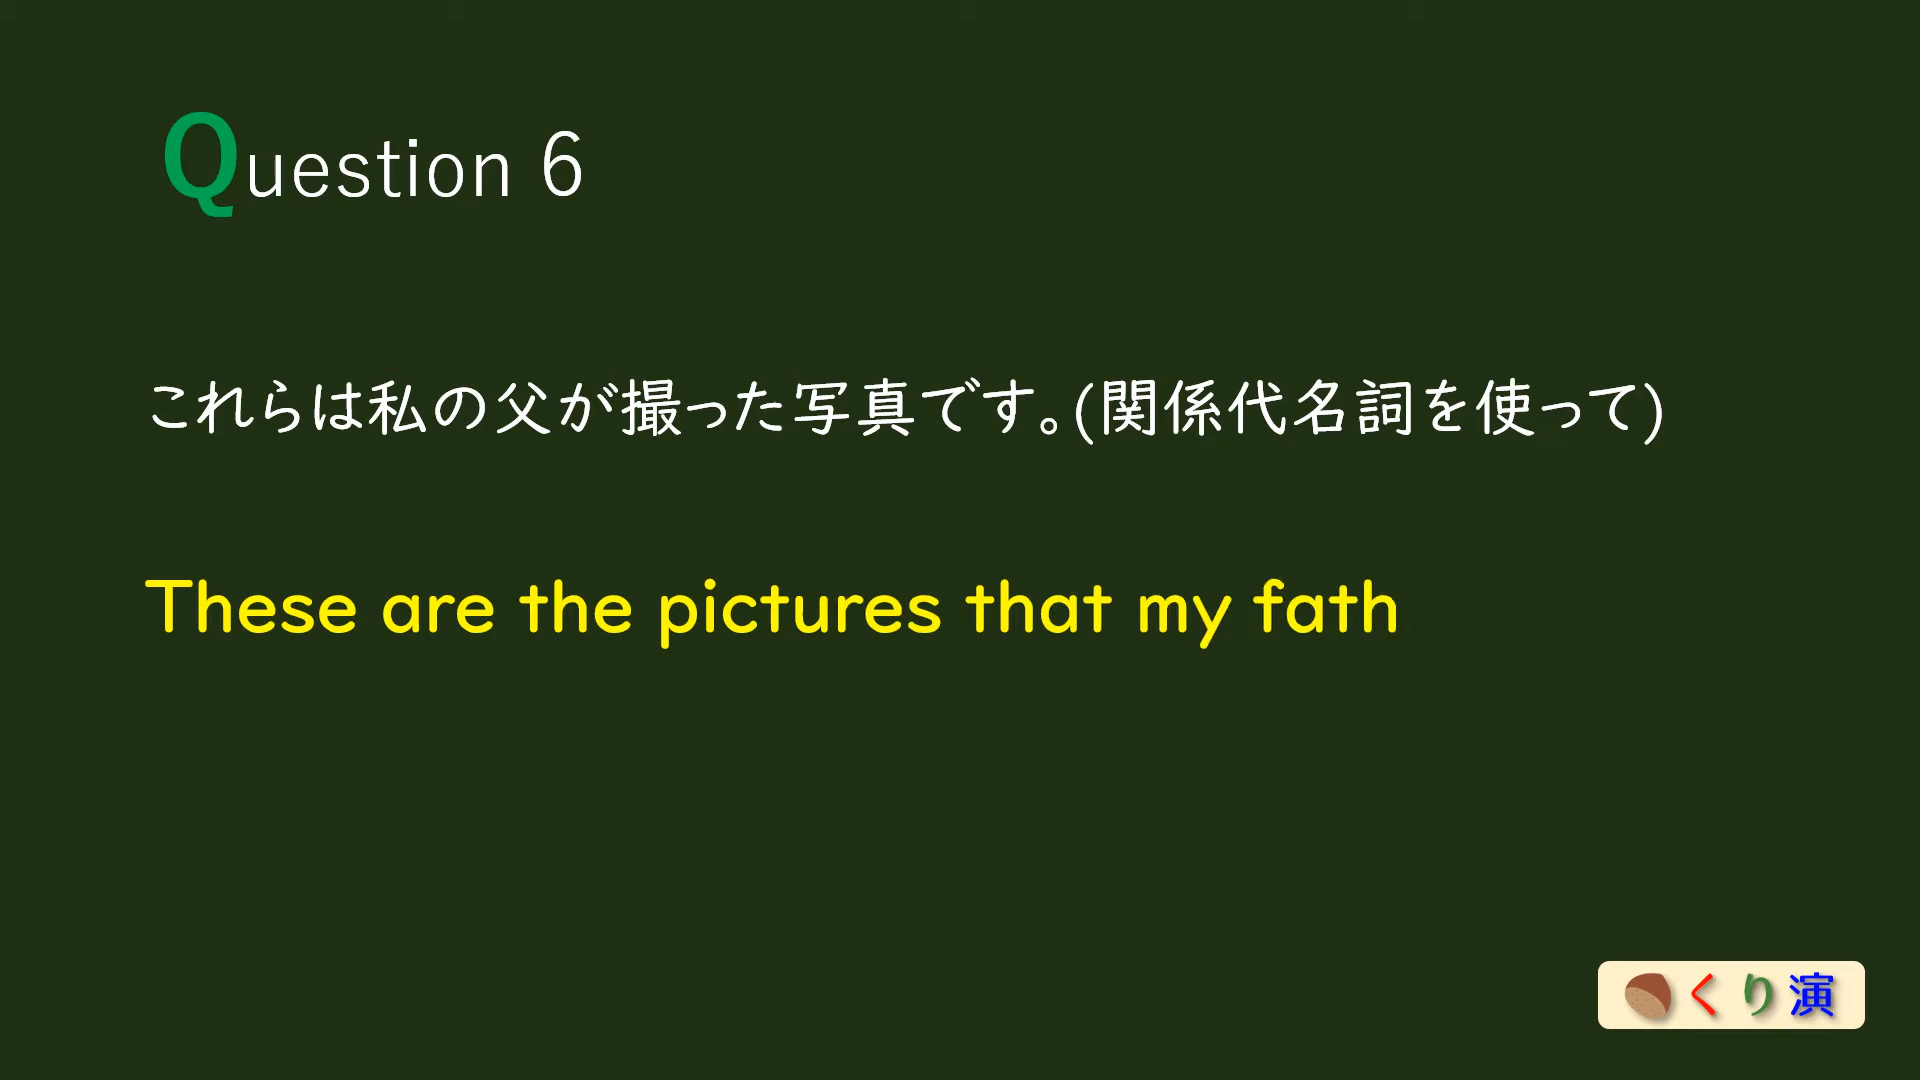 Question 6
これらは私の父が撮った写真です。(関係代名詞を使って)
These are the pictures that my fath
くり演